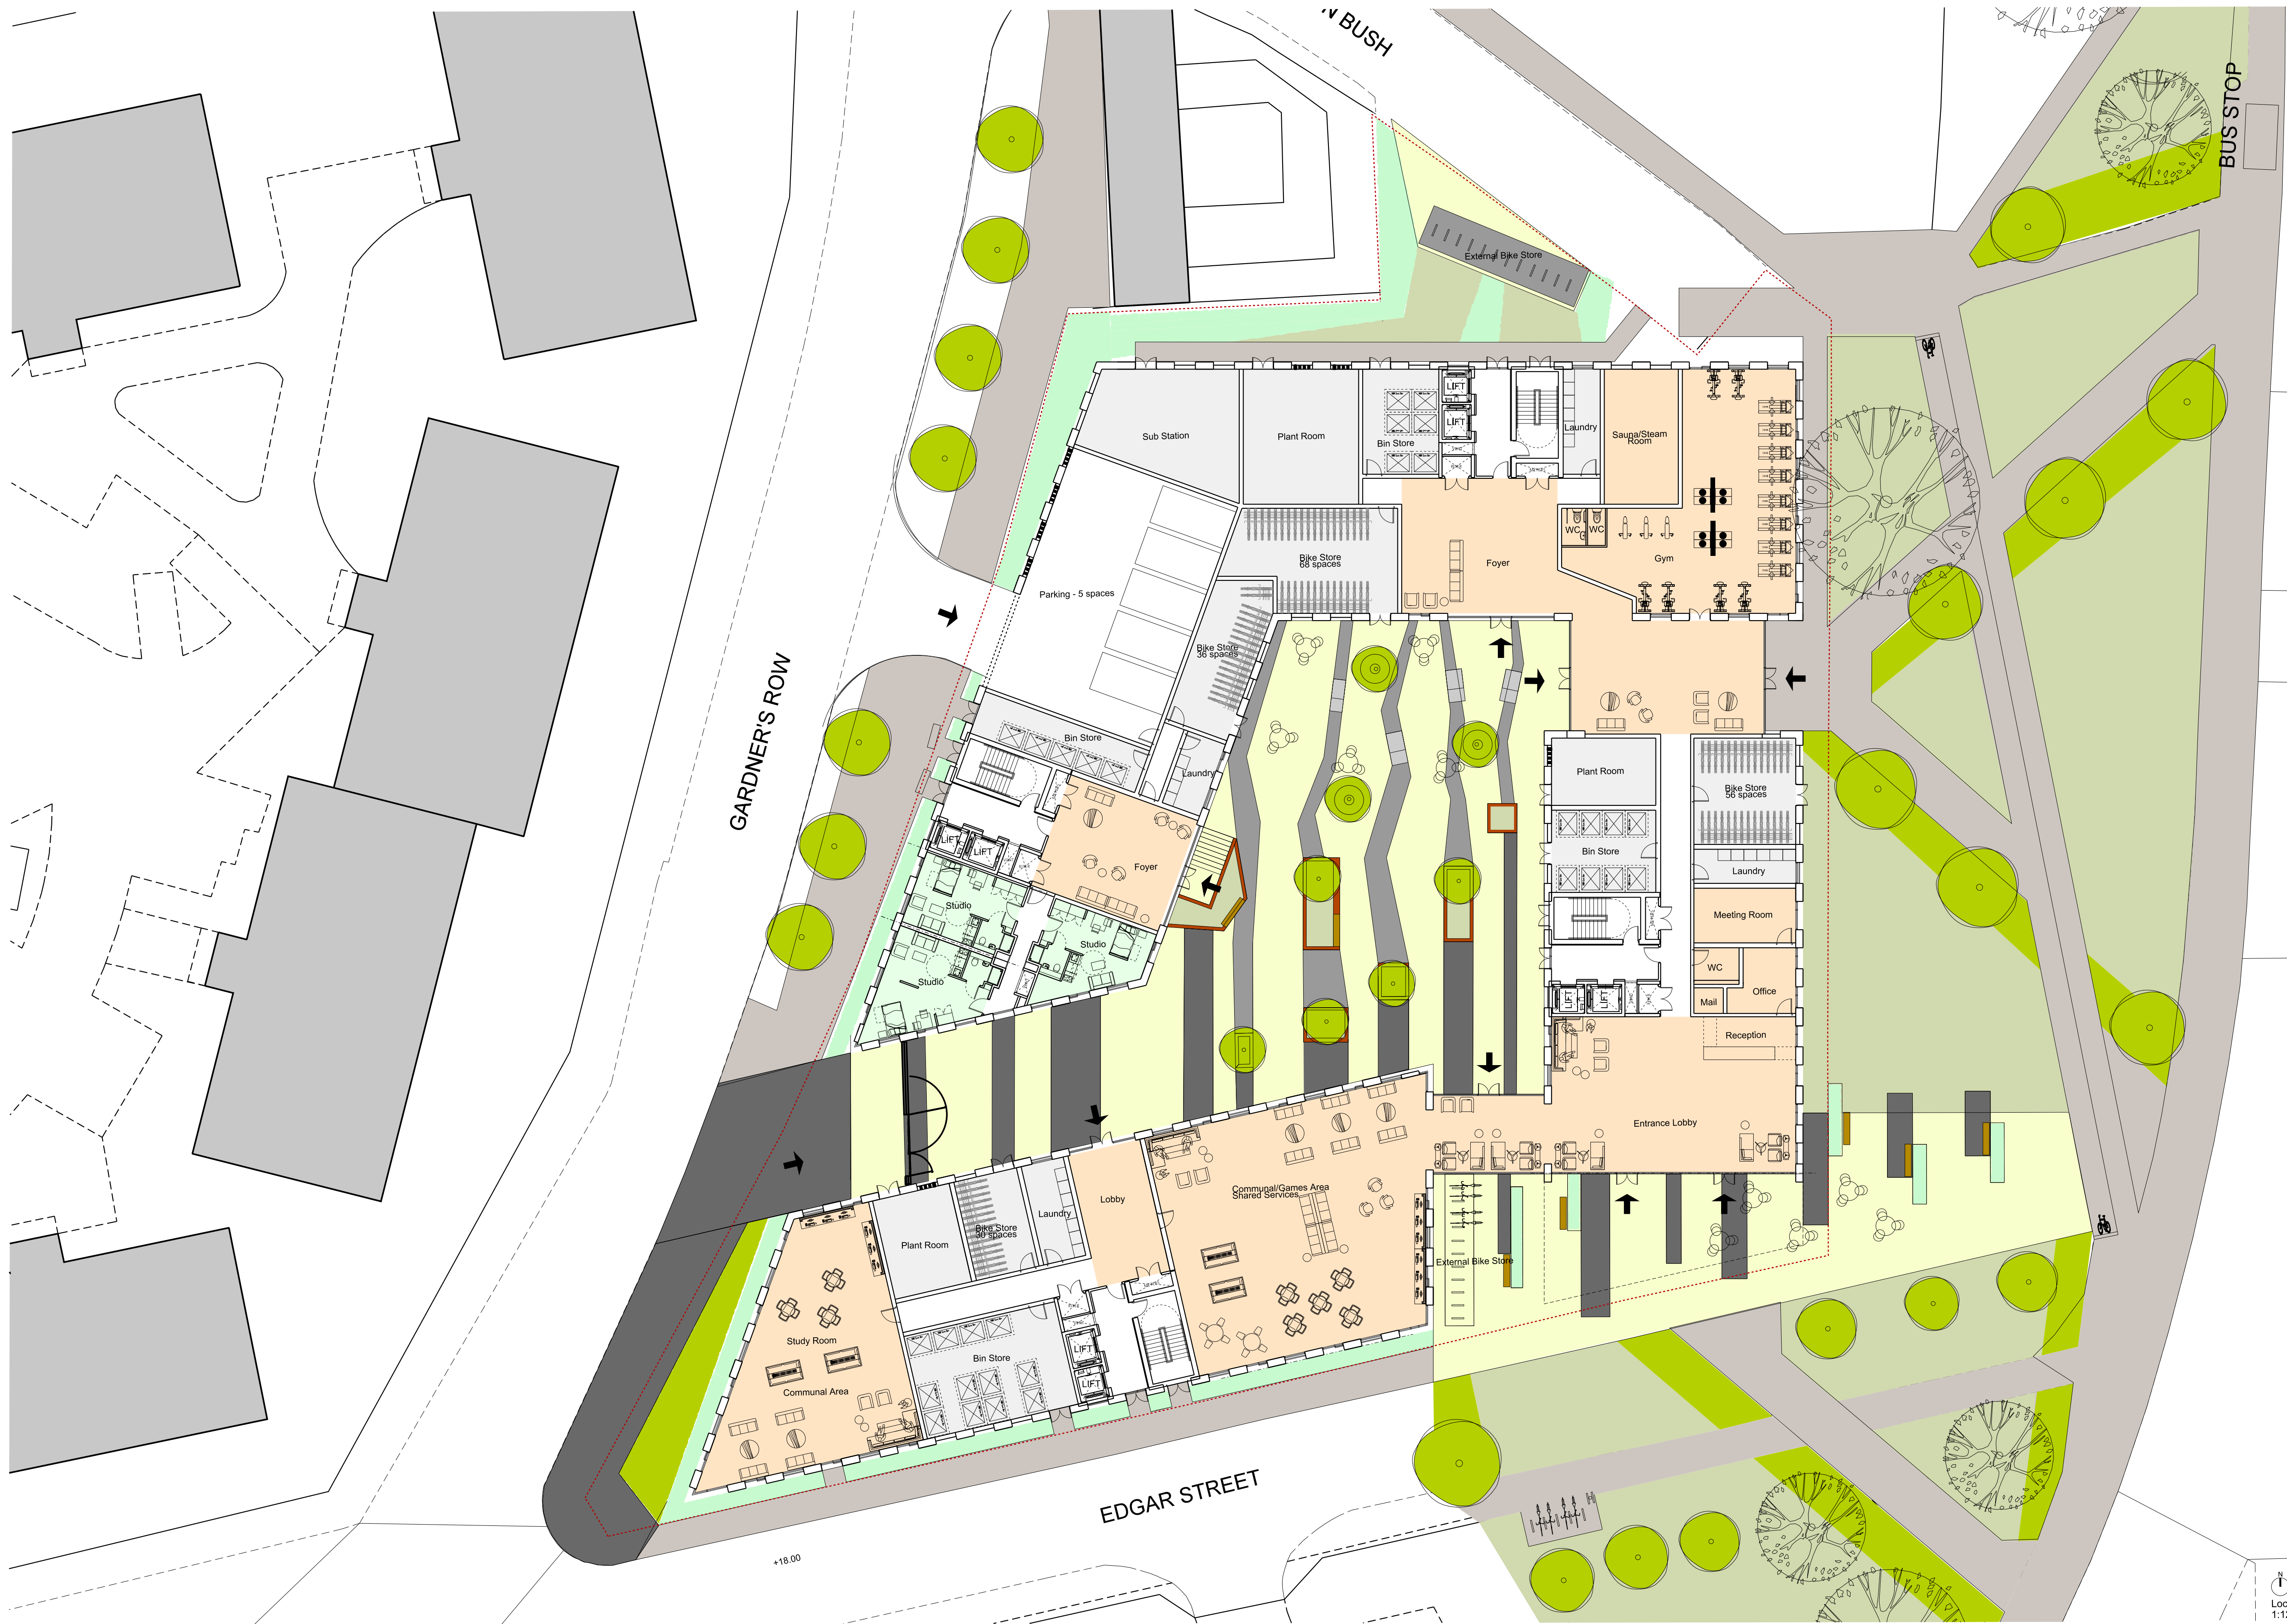 N BUSH
BUS STOP
External Bike Store
LIFT
LIFT
Sub Station
Plant Room
Bin Store
Laundry
Sauna/Steam
Room
WC
WC
Bike Store
68 spaces
Foyer
Gym
Parking - 5 spaces
Bike Store
36 spaces
GARDNER'S ROW
Bin Store
Laundry
Plant Room
Bike Store
56 spaces
LIFT
LIFT
Foyer
Bin Store
Laundry
Studio
Meeting Room
Studio
WC
Studio
Office
Mail
LIFT
LIFT
Reception
Entrance Lobby
Communal/Games Area
Shared Services
Lobby
Laundry
Bike Store
30 spaces
Plant Room
External Bike Store
Study Room
LIFT
Bin Store
LIFT
Communal Area
EDGAR STREET
+18.00
N